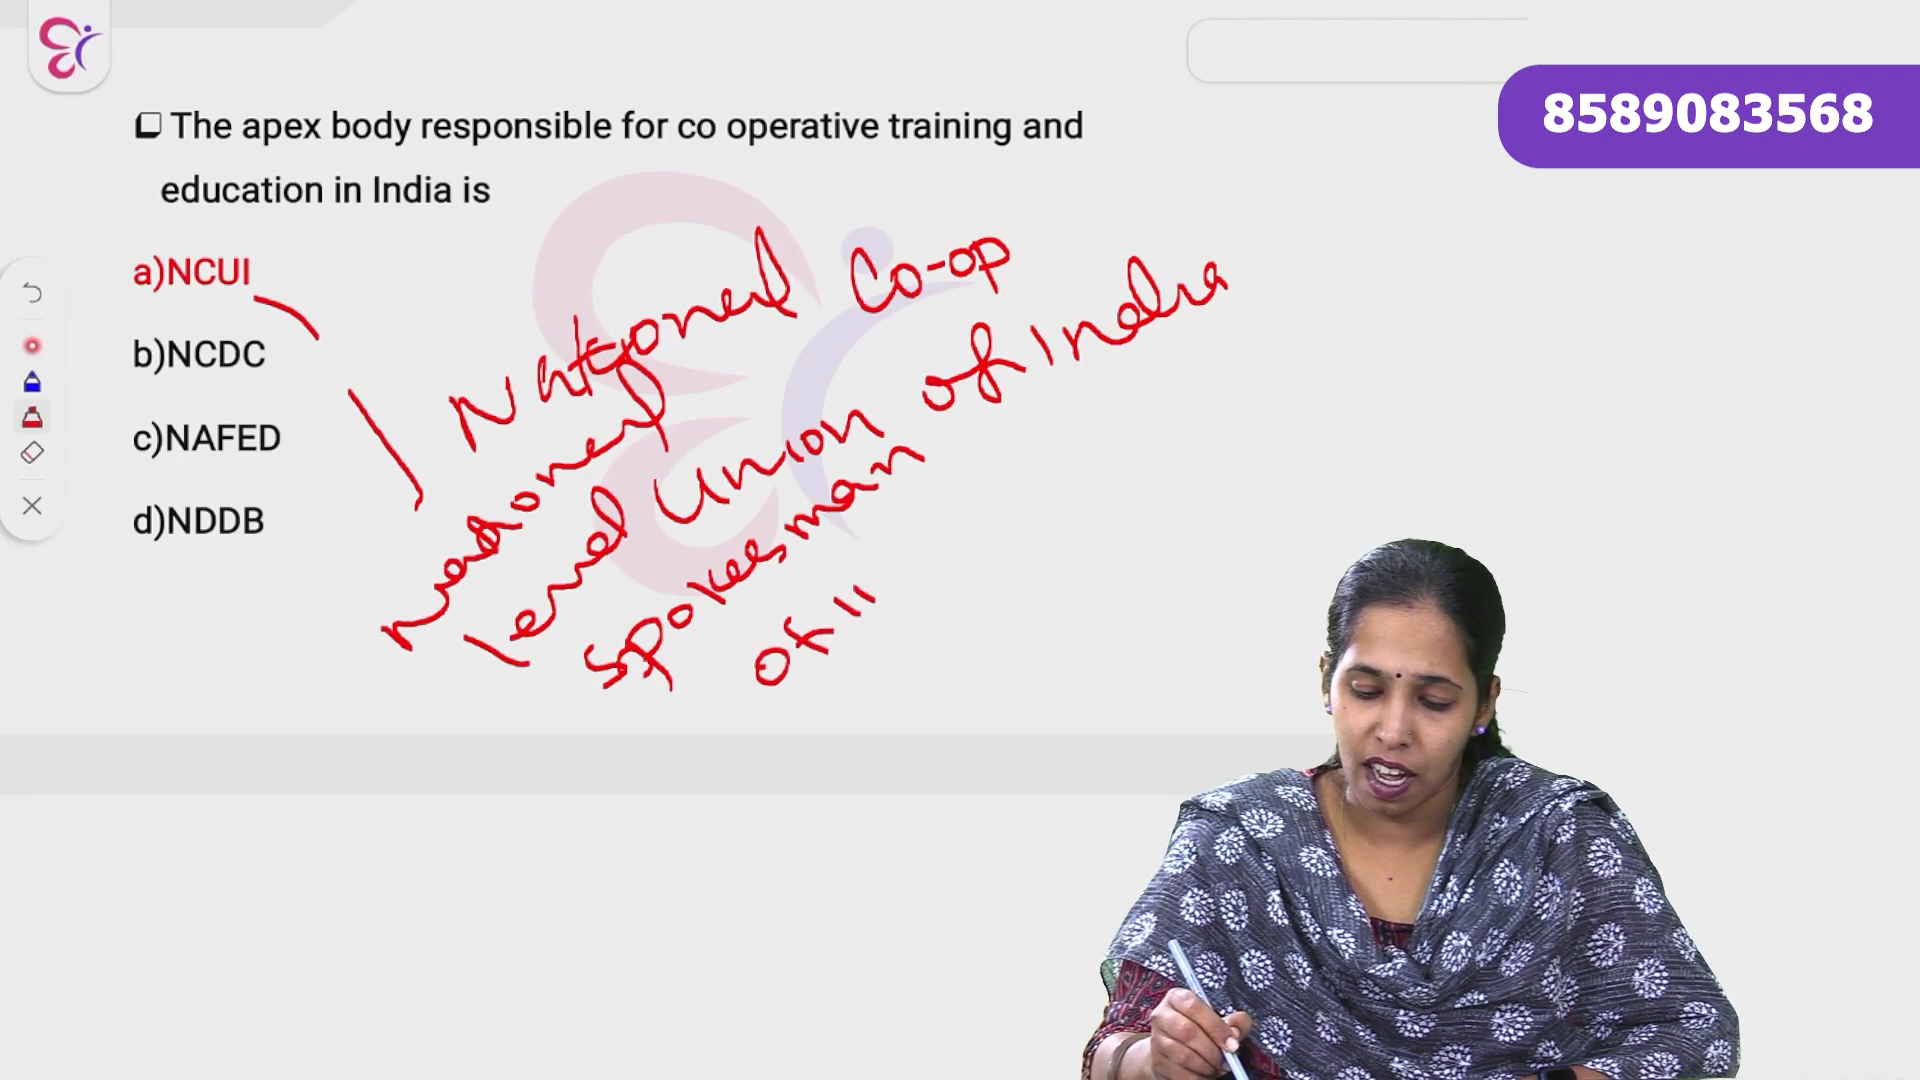 8589083568
❑ The apex body responsible for co operative training and
education in India is
a)NCUI
b)NCDC
c)NAFED
d)NDDB
National Co-op
Union of India
national
level
spokesman
of "